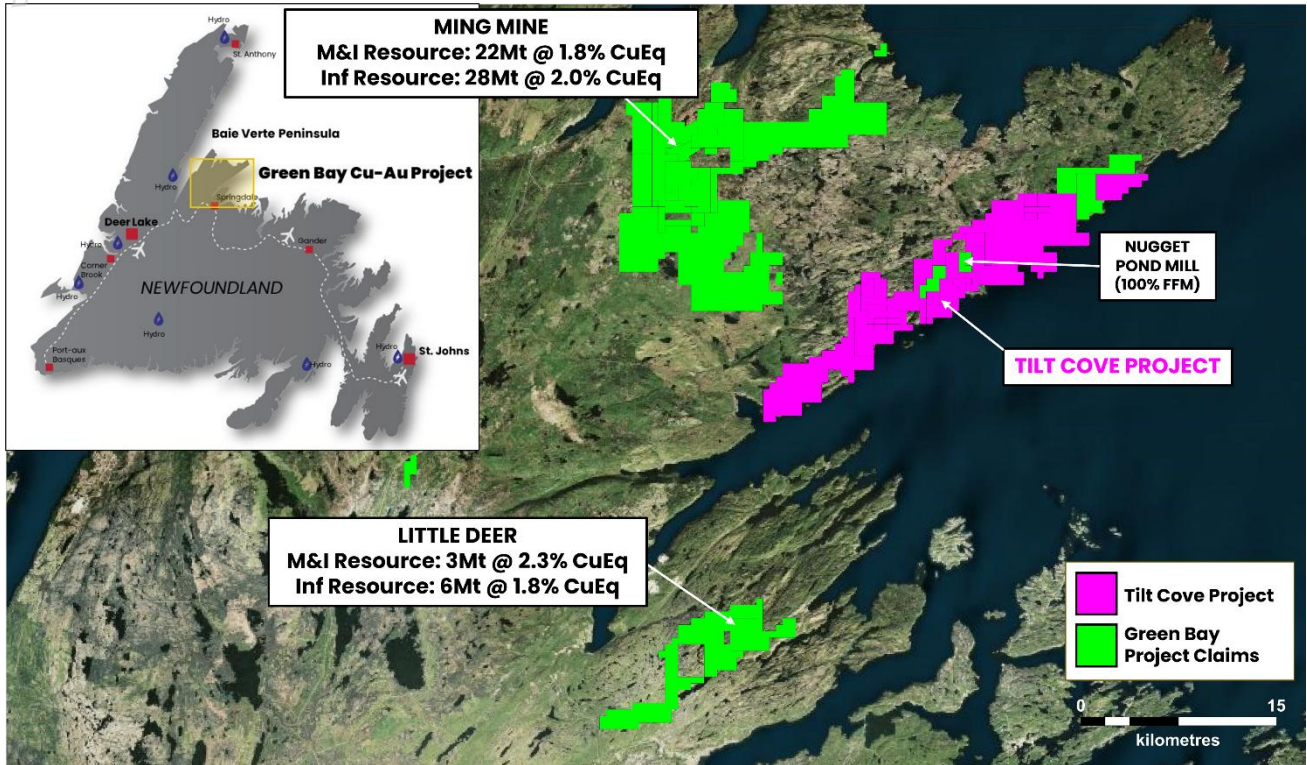 Hydro
St. Anthony
Baie Verte Peninsula
Hydro
Green Bay Cu-Au Project
Springdale
Deer Lake
Hydro
Gander
Corner
Brook
Hydro
NEWFOUNDLAND
Hydro
Port-aux
Basques
Hydro
Hydro
St. Johns
MING MINE
M&I Resource: 22Mt @ 1.8% CuEq
Inf Resource: 28Mt @ 2.0% CuEq
NUGGET
POND MILL
(100% FFM)
TILT COVE PROJECT
LITTLE DEER
M&I Resource: 3Mt @ 2.3% CuEq
Inf Resource: 6Mt @ 1.8% CuEq
Tilt Cove Project
Green Bay
Project Claims
0 15
kilometres